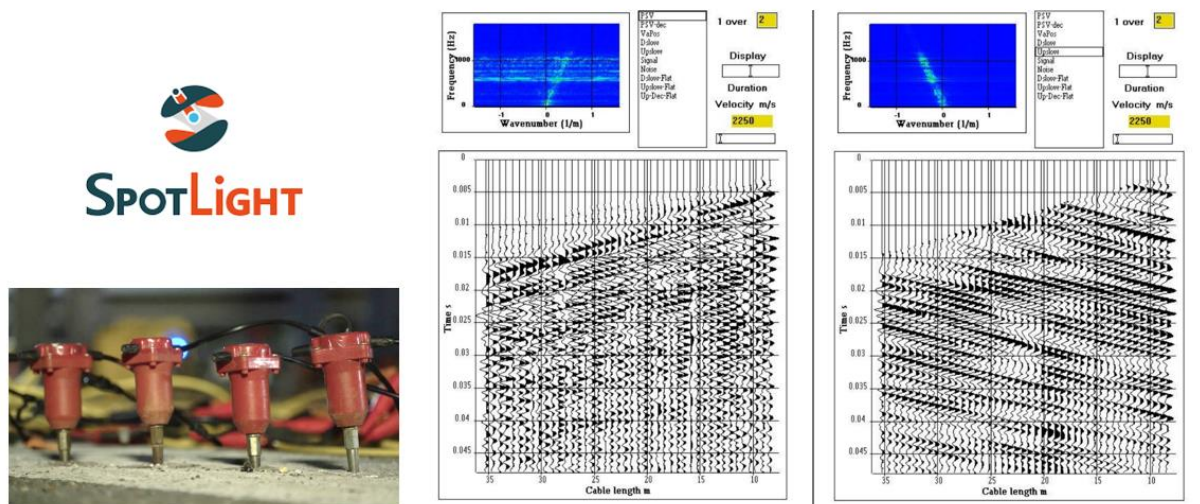 SPOTLIGHT
PSV
PSV-dec
VaPos
Dslow
Upslow
Signal
Noise
Dslow-Flat
Upslow-Flat
Up-Dec-Flat
1 over 2
Display
Duration
Velocity m/s
2250
Frequency (Hz)
1000
0
-1 0 1
Wavenumber (1/m)
Time s
0
0.005
0.01
0.015
0.02
0.025
0.03
0.035
0.04
0.045
35 30 25 20 15 10
Cable length m
PSV
PSV-dec
VaPos
Dslow
Upslow
Signal
Noise
Dslow-Flat
Upslow-Flat
Up-Dec-Flat
1 over 2
Display
Duration
Velocity m/s
2250
Frequency (Hz)
1000
0
-1 0 1
Wavenumber (1/m)
Time s
0
0.005
0.01
0.015
0.02
0.025
0.03
0.035
0.04
0.045
35 30 25 20 15 10
Cable length m